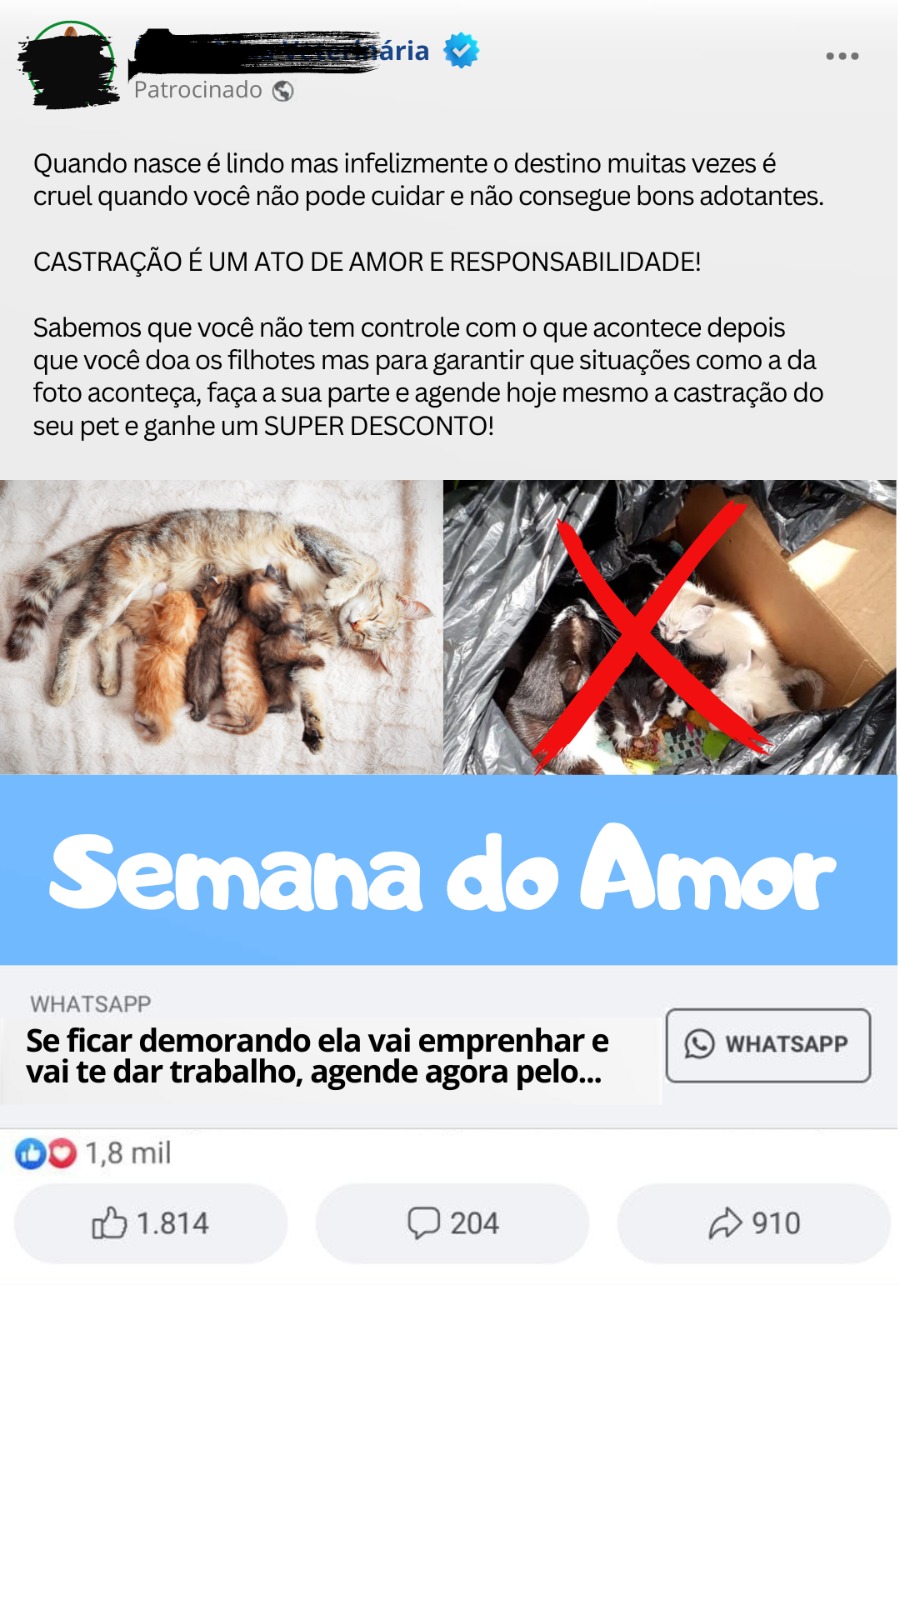 ária
Patrocinado
Quando nasce é lindo mas infelizmente o destino muitas vezes é
cruel quando você não pode cuidar e não consegue bons adotantes.
CASTRAÇÃO É UM ATO DE AMOR E RESPONSABILIDADE!
Sabemos que você não tem controle com o que acontece depois
que você doa os filhotes mas para garantir que situações como a da
foto aconteça, faça a sua parte e agende hoje mesmo a castração do
seu pet e ganhe um SUPER DESCONTO!
Semana do Amor
WHATSAPP
Se ficar demorando ela vai emprenhar e
vai te dar trabalho, agende agora pelo...
WHATSAPP
1,8 mil
1.814
204
910